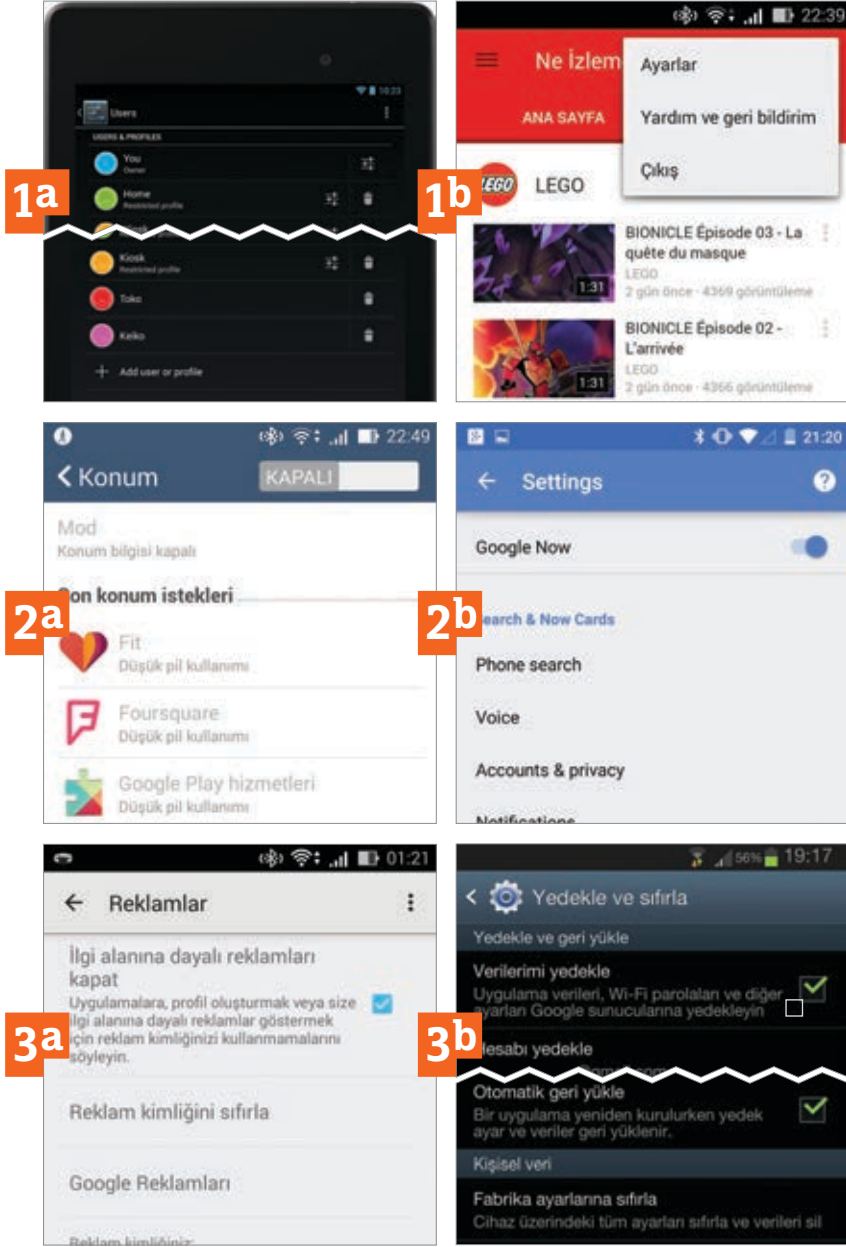 10:23
Users
USERS & PROFILES
You
Owner
Home
Restricted profile
Kiosk
Restricted profile
Toko
Keiko
+ Add user or profile
1a
22:39
Ne İzlem
Ayarlar
ANA SAYFA
Yardım ve geri bildirim
Çıkış
LEGO
LEGO
BIONICLE Épisode 03 - La
quête du masque
LEGO
1:31
2 gün önce · 4369 görüntüleme
BIONICLE Épisode 02 -
L'arrivée
LEGO
1:31
2 gün önce · 4366 görüntüleme
1b
22:49
Konum
KAPALI
Mod
Konum bilgisi kapalı
Son konum istekleri
Fit
Düşük pil kullanımı
Foursquare
Düşük pil kullanımı
Google Play hizmetleri
Düşük pil kullanımı
2a
21:20
Settings
?
Google Now
Search & Now Cards
Phone search
Voice
Accounts & privacy
Notifications
2b
01:21
Reklamlar
İlgi alanına dayalı reklamları
kapat
Uygulamalara, profil oluşturmak veya size
ilgi alanına dayalı reklamlar göstermek
için reklam kimliğinizi kullanmamalarını
söyleyin.
Reklam kimliğini sıfırla
Google Reklamları
Reklam kimliğiniz:
3a
56% 19:17
Yedekle ve sıfırla
Yedekle ve geri yükle
Verilerimi yedekle
Uygulama verileri, Wi-Fi parolaları ve diğer
ayarları Google sunucularına yedekleyin
Hesabı yedekle
Otomatik geri yükle
Bir uygulama yeniden kurulurken yedek
ayar ve veriler geri yüklenir.
Kişisel veri
Fabrika ayarlarına sıfırla
Cihaz üzerindeki tüm ayarları sıfırla ve verileri sil
3b